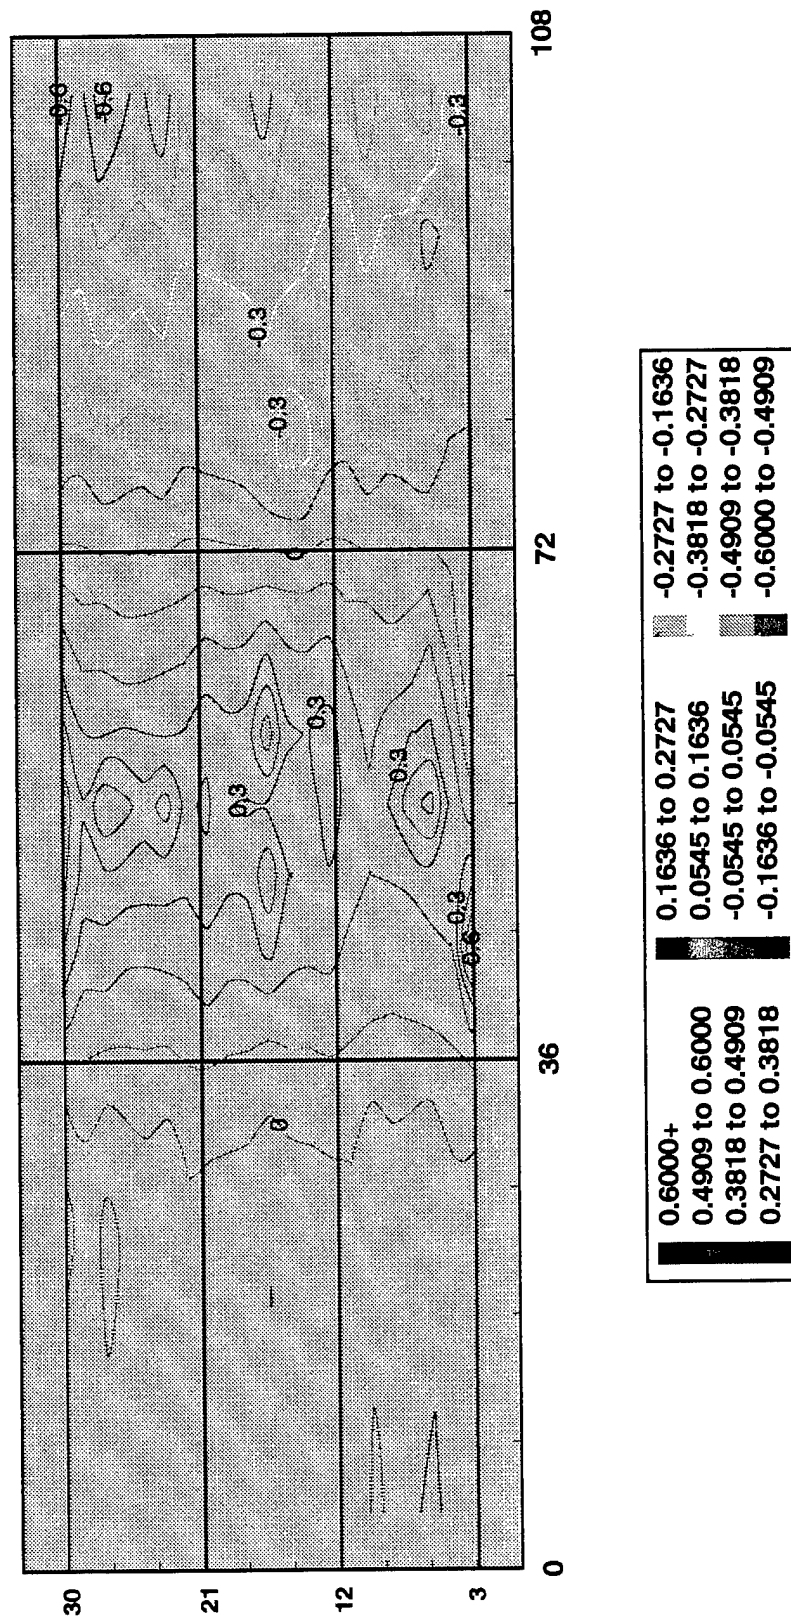 -0.6
-0.6
-0.3
-0.3
-0.3
0
0.3
0.3
0.3
0.3
0.6
0
30
21
12
3
0
36
72
108
0.6000+
0.4909 to 0.6000
0.3818 to 0.4909
0.2727 to 0.3818
0.1636 to 0.2727
0.0545 to 0.1636
-0.0545 to 0.0545
-0.1636 to -0.0545
-0.2727 to -0.1636
-0.3818 to -0.2727
-0.4909 to -0.3818
-0.6000 to -0.4909